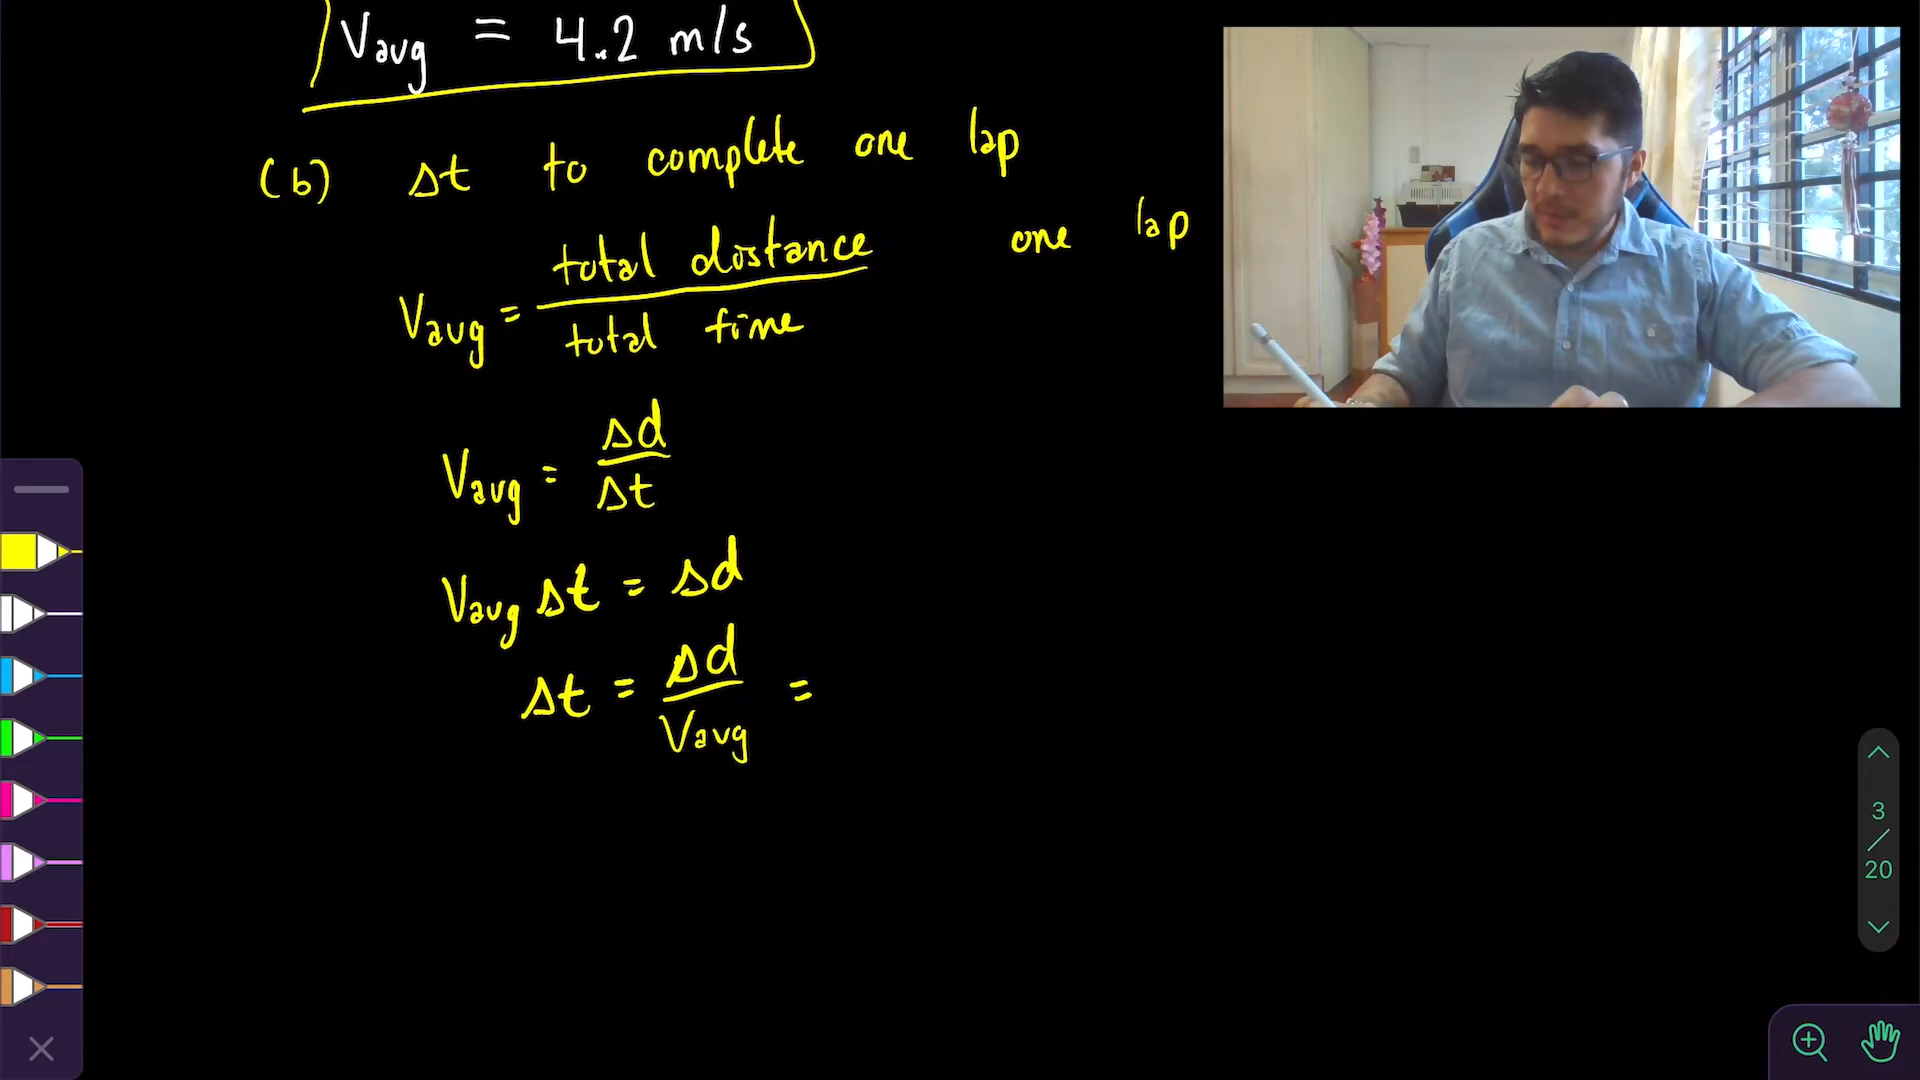 Vavg = 4.2 m/s
(b) Δt to complete one lap
Vavg = total distance / total time
one lap
Vavg = Δd / Δt
Vavg Δt = Δd
Δt = Δd / Vavg =
3
/
20